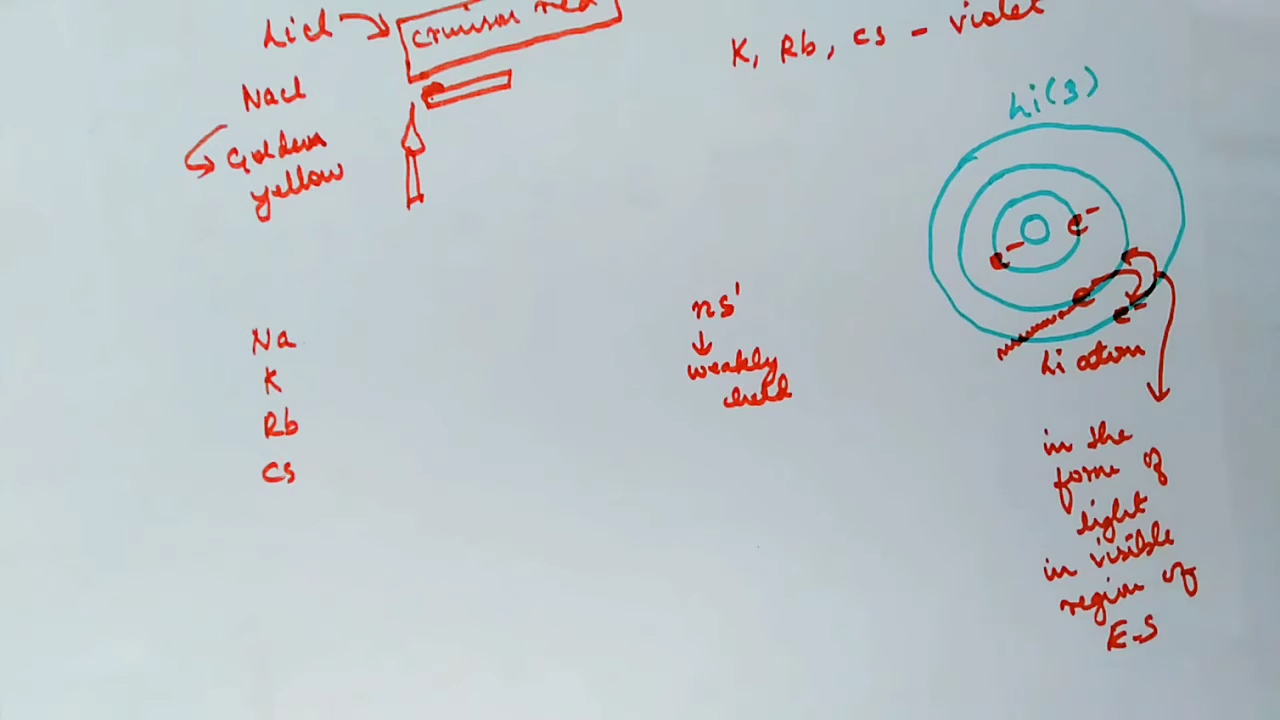 Licl
crimson red
Nacl
Golden
yellow
K, Rb, cs - violet
Li(3)
e-
e-
e
e-
Li atom
ns¹
weakly
held
Na
K
Rb
cs
in the
form of
light
in visible
region of
E.S